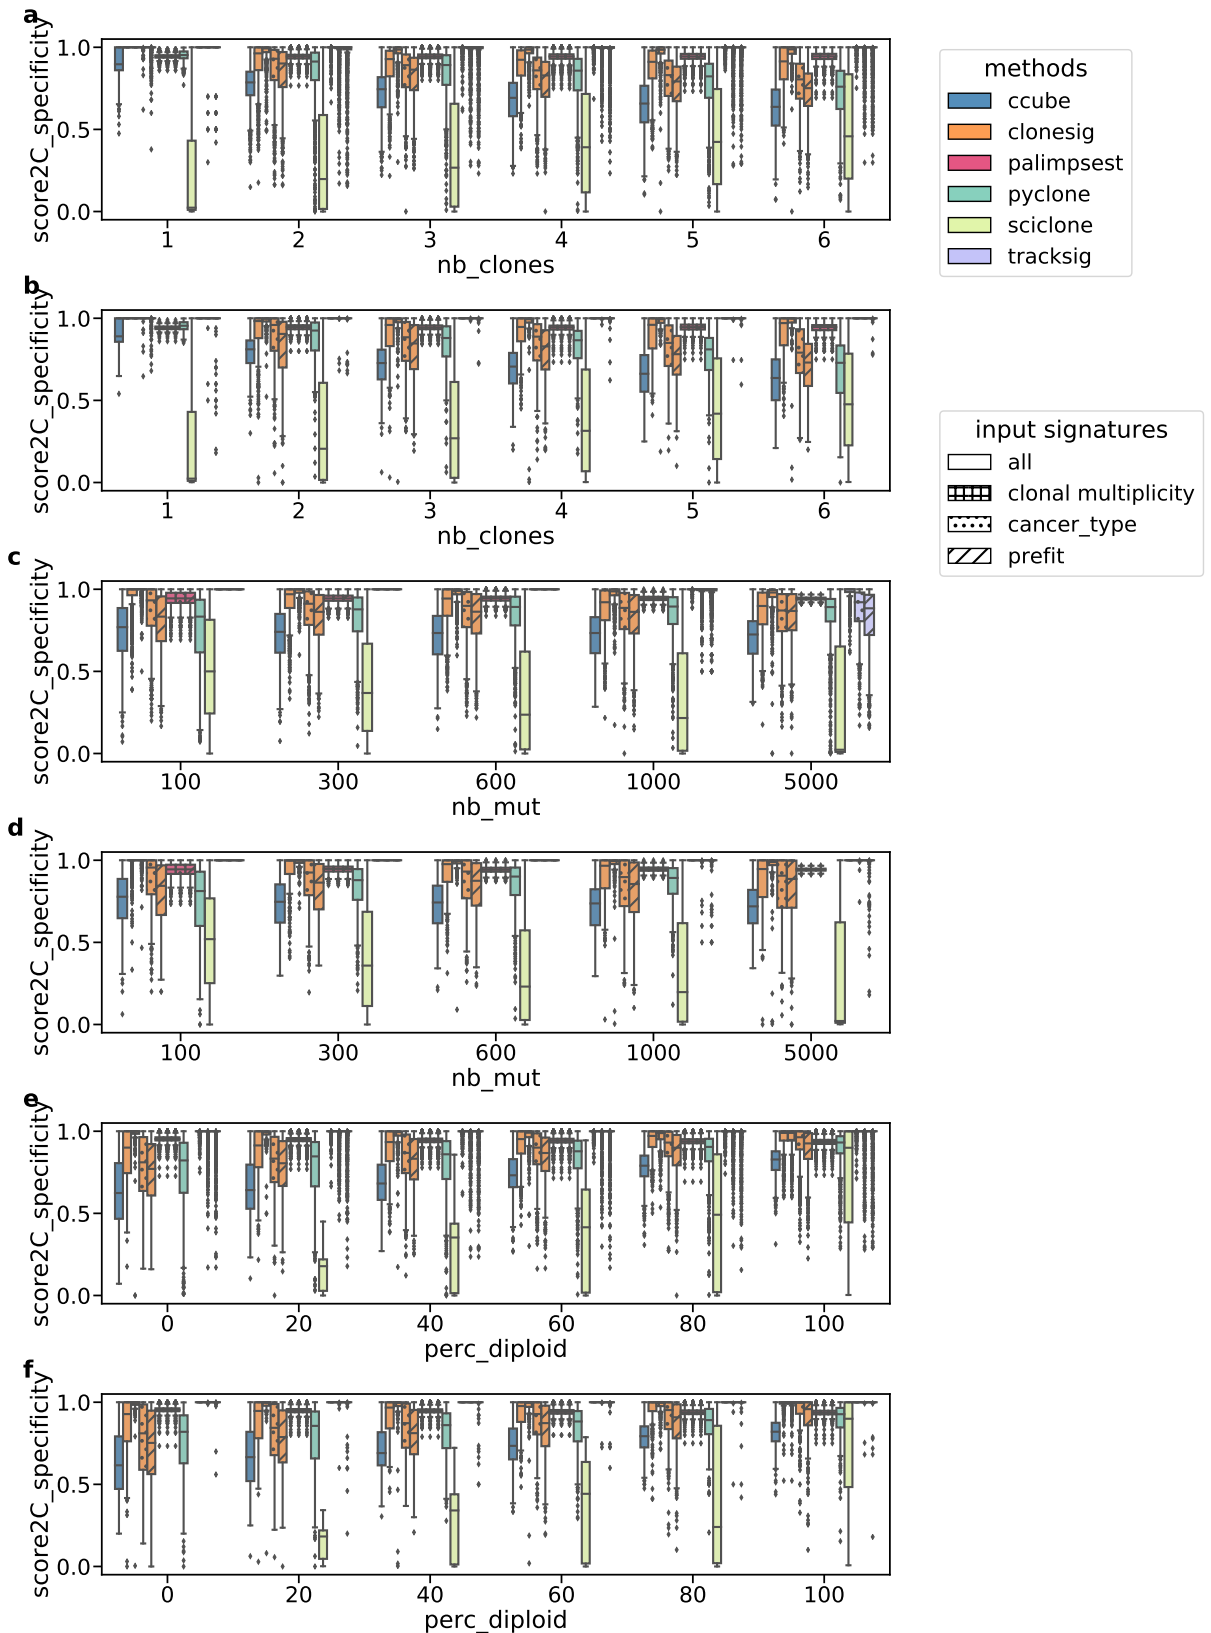 a
score2C_specificity
1.0
0.5
0.0
1 2 3 4 5 6
nb_clones
methods
ccube
clonesig
palimpsest
pyclone
sciclone
tracksig
b
score2C_specificity
1.0
0.5
0.0
1 2 3 4 5 6
nb_clones
input signatures
all
clonal multiplicity
cancer_type
prefit
c
score2C_specificity
1.0
0.5
0.0
100 300 600 1000 5000
nb_mut
d
score2C_specificity
1.0
0.5
0.0
100 300 600 1000 5000
nb_mut
e
score2C_specificity
1.0
0.5
0.0
0 20 40 60 80 100
perc_diploid
f
score2C_specificity
1.0
0.5
0.0
0 20 40 60 80 100
perc_diploid